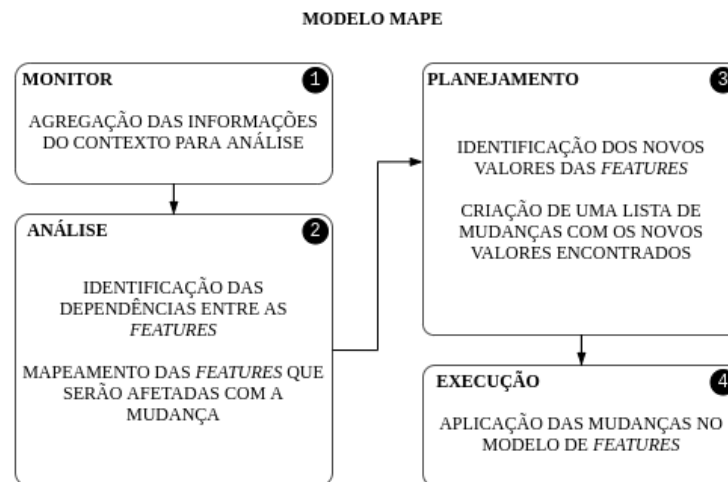 MODELO MAPE
MONITOR
1
AGREGAÇÃO DAS INFORMAÇÕES
DO CONTEXTO PARA ANÁLISE
ANÁLISE
2
IDENTIFICAÇÃO DAS
DEPENDÊNCIAS ENTRE AS
FEATURES
MAPEAMENTO DAS FEATURES QUE
SERÃO AFETADAS COM A
MUDANÇA
PLANEJAMENTO
3
IDENTIFICAÇÃO DOS NOVOS
VALORES DAS FEATURES
CRIAÇÃO DE UMA LISTA DE
MUDANÇAS COM OS NOVOS
VALORES ENCONTRADOS
EXECUÇÃO
4
APLICAÇÃO DAS MUDANÇAS NO
MODELO DE FEATURES